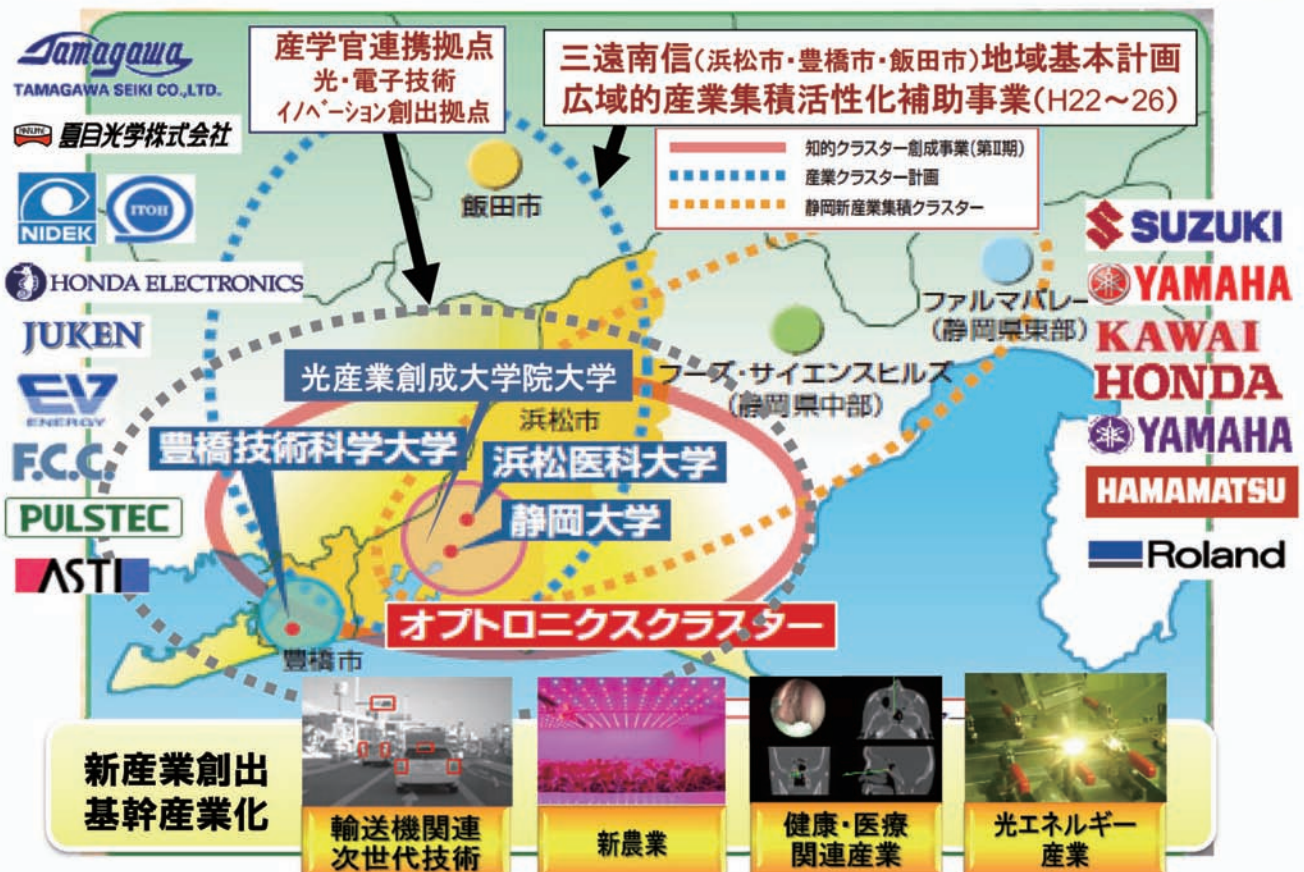 Tamagawa
TAMAGAWA SEIKI CO.,LTD.
夏目光学株式会社
NIDEK
ITOH
HONDA ELECTRONICS
JUKEN
EV
ENERGY
F.C.C.
PULSTEC
ASTI
産学官連携拠点
光・電子技術
イノベーション創出拠点
三遠南信(浜松市・豊橋市・飯田市)地域基本計画
広域的産業集積活性化補助事業(H22～26)
知的クラスター創成事業(第Ⅱ期)
産業クラスター計画
静岡新産業集積クラスター
飯田市
ファルマバレー
(静岡県東部)
フーズ・サイエンスヒルズ
(静岡県中部)
光産業創成大学院大学
浜松市
豊橋技術科学大学
浜松医科大学
静岡大学
オプトロニクスクラスター
豊橋市
SUZUKI
YAMAHA
KAWAI
HONDA
YAMAHA
HAMAMATSU
Roland
新産業創出
基幹産業化
輸送機関連
次世代技術
新農業
健康・医療
関連産業
光エネルギー
産業